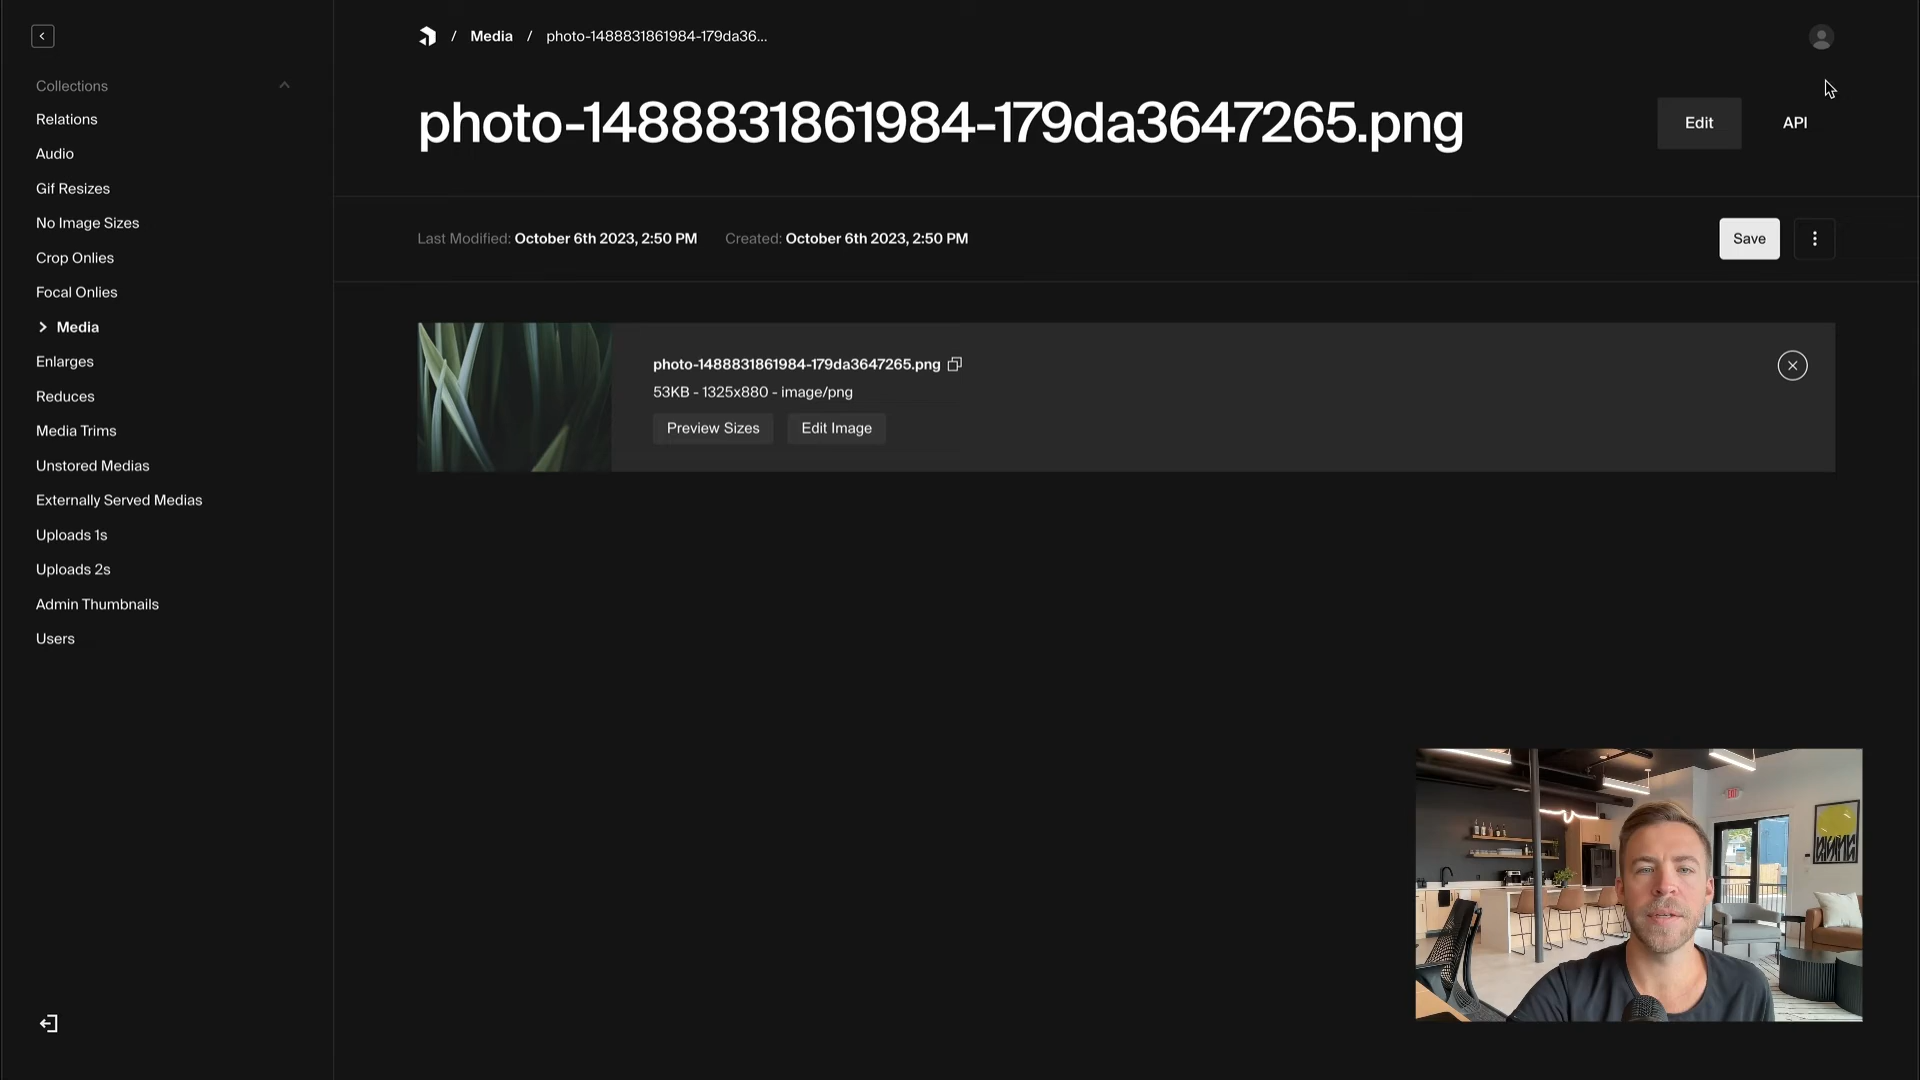 / Media / photo-1488831861984-179da36...
Collections
Relations
Audio
Gif Resizes
No Image Sizes
Crop Onlies
Focal Onlies
Media
Enlarges
Reduces
Media Trims
Unstored Medias
Externally Served Medias
Uploads 1s
Uploads 2s
Admin Thumbnails
Users
photo-1488831861984-179da3647265.png
Edit API
Last Modified: October 6th 2023, 2:50 PM Created: October 6th 2023, 2:50 PM
Save
photo-1488831861984-179da3647265.png
53KB - 1325x880 - image/png
Preview Sizes Edit Image